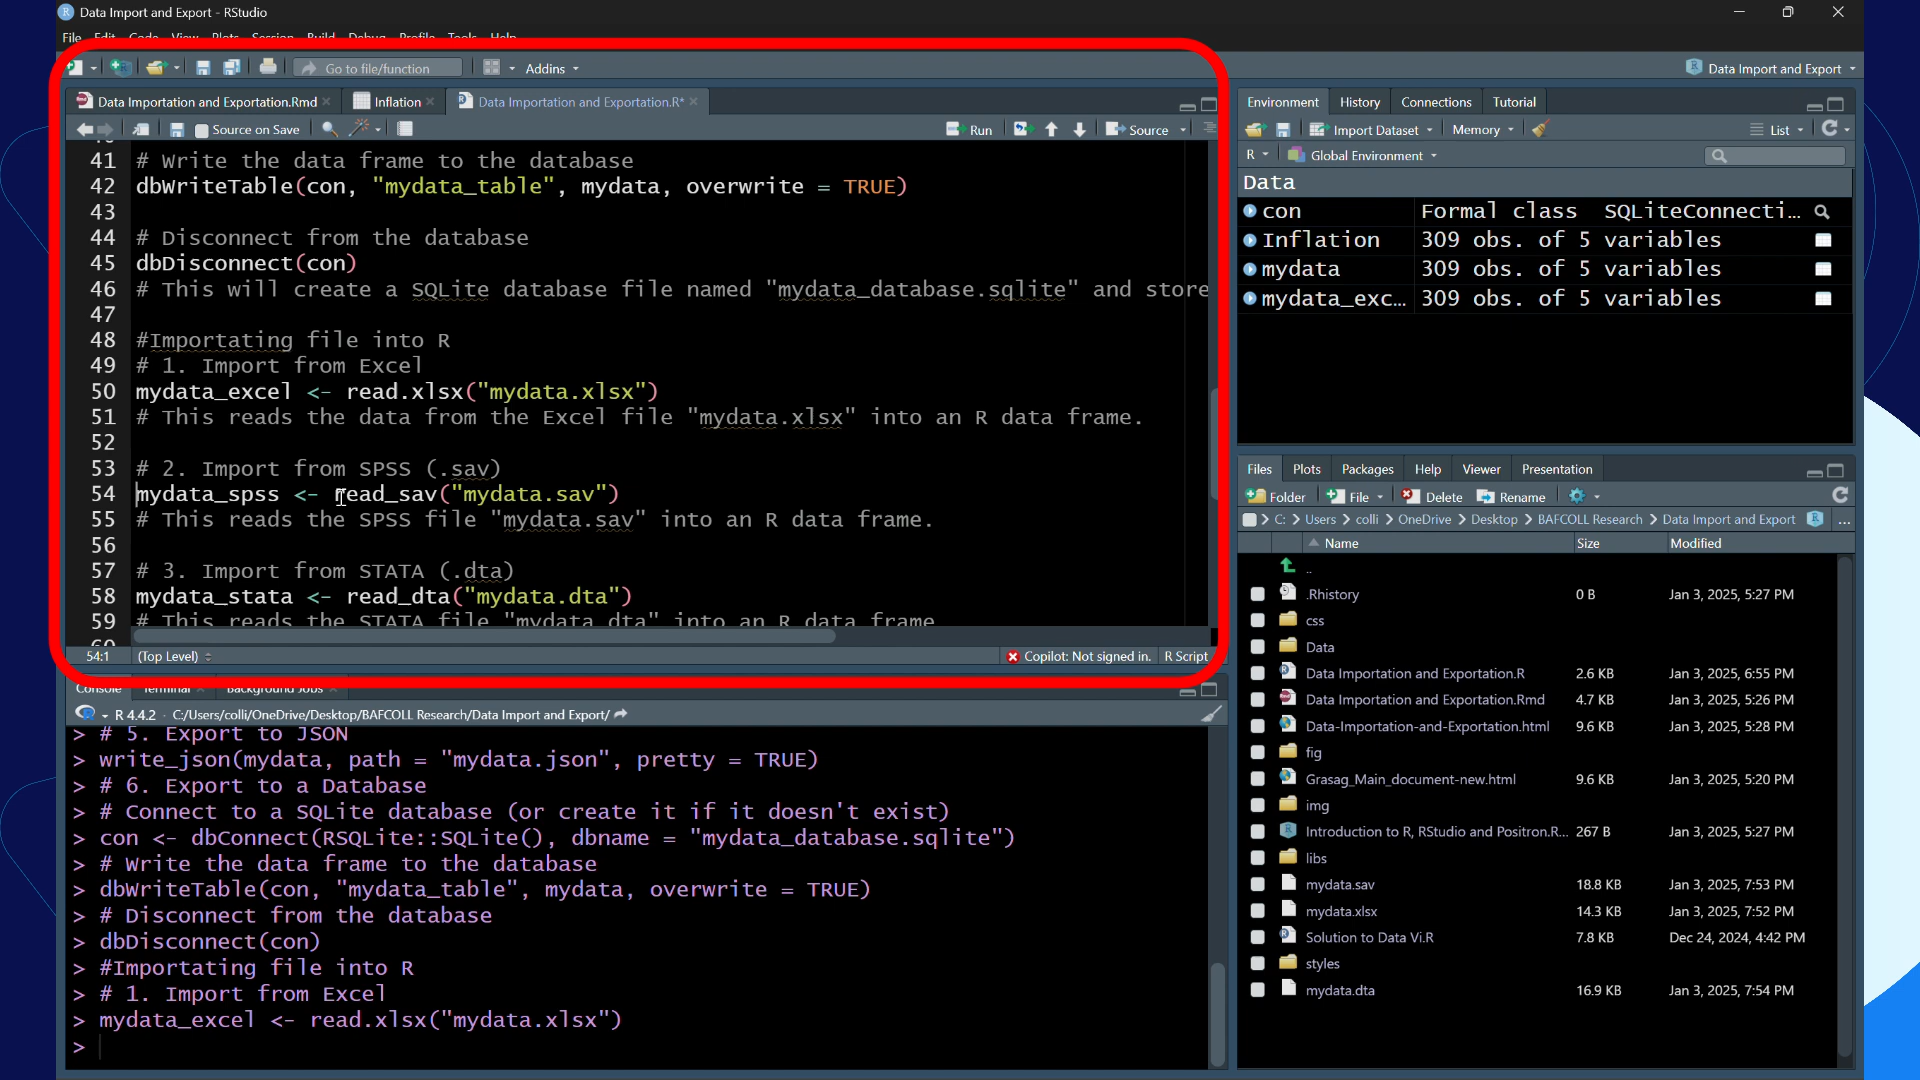 Data Import and Export - RStudio
File Edit Code View Plots Session Build Debug Profile Tools Help
Go to file/function
Addins
Data Import and Export
Data Importation and Exportation.Rmd
Inflation
Data Importation and Exportation.R*
Source on Save
Run
Source
41 # Write the data frame to the database
42 dbWriteTable(con, "mydata_table", mydata, overwrite = TRUE)
43
44 # Disconnect from the database
45 dbDisconnect(con)
46 # This will create a SQLite database file named "mydata_database.sqlite" and store
47
48 #Importating file into R
49 # 1. Import from Excel
50 mydata_excel <- read.xlsx("mydata.xlsx")
51 # This reads the data from the Excel file "mydata.xlsx" into an R data frame.
52
53 # 2. Import from SPSS (.sav)
54 mydata_spss <- read_sav("mydata.sav")
55 # This reads the SPSS file "mydata.sav" into an R data frame.
56
57 # 3. Import from STATA (.dta)
58 mydata_stata <- read_dta("mydata.dta")
59 # This reads the STATA file "mydata.dta" into an R data frame
60
54:1 (Top Level)
Copilot: Not signed in. R Script
Console Terminal Background Jobs
R 4.4.2 · C:/Users/colli/OneDrive/Desktop/BAFCOLL Research/Data Import and Export/
> # 5. Export to JSON
> write_json(mydata, path = "mydata.json", pretty = TRUE)
> # 6. Export to a Database
> # Connect to a SQLite database (or create it if it doesn't exist)
> con <- dbConnect(RSQLite::SQLite(), dbname = "mydata_database.sqlite")
> # Write the data frame to the database
> dbWriteTable(con, "mydata_table", mydata, overwrite = TRUE)
> # Disconnect from the database
> dbDisconnect(con)
> #Importating file into R
> # 1. Import from Excel
> mydata_excel <- read.xlsx("mydata.xlsx")
>
Environment History Connections Tutorial
Import Dataset Memory List
R Global Environment
Data
con Formal class SQLiteConnecti...
Inflation 309 obs. of 5 variables
mydata 309 obs. of 5 variables
mydata_exc... 309 obs. of 5 variables
Files Plots Packages Help Viewer Presentation
Folder File Delete Rename
C: > Users > colli > OneDrive > Desktop > BAFCOLL Research > Data Import and Export ...
Name Size Modified
..
.Rhistory 0 B Jan 3, 2025, 5:27 PM
css
Data
Data Importation and Exportation.R 2.6 KB Jan 3, 2025, 6:55 PM
Data Importation and Exportation.Rmd 4.7 KB Jan 3, 2025, 5:26 PM
Data-Importation-and-Exportation.html 9.6 KB Jan 3, 2025, 5:28 PM
fig
Grasag_Main_document-new.html 9.6 KB Jan 3, 2025, 5:20 PM
img
Introduction to R, RStudio and Positron.R... 267 B Jan 3, 2025, 5:27 PM
libs
mydata.sav 18.8 KB Jan 3, 2025, 7:53 PM
mydata.xlsx 14.3 KB Jan 3, 2025, 7:52 PM
Solution to Data Vi.R 7.8 KB Dec 24, 2024, 4:42 PM
styles
mydata.dta 16.9 KB Jan 3, 2025, 7:54 PM